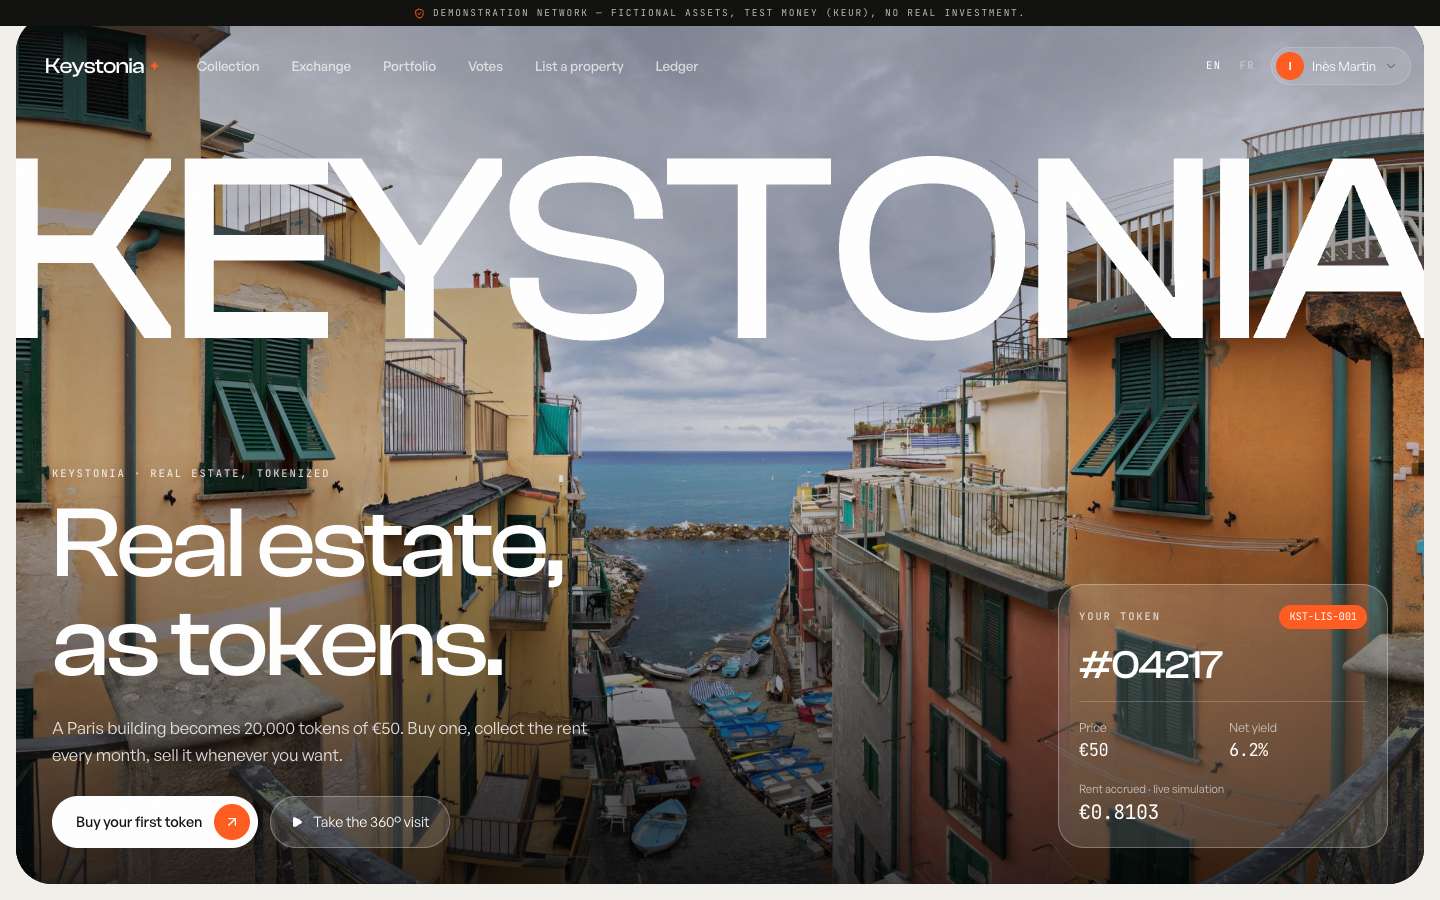 DEMONSTRATION NETWORK — FICTIONAL ASSETS, TEST MONEY (KEUR), NO REAL INVESTMENT.
Keystonia Collection Exchange Portfolio Votes List a property Ledger EN FR I Inès Martin
KEYSTONIA
KEYSTONIA · REAL ESTATE, TOKENIZED
Real estate,
as tokens.
A Paris building becomes 20,000 tokens of €50. Buy one, collect the rent
every month, sell it whenever you want.
Buy your first token Take the 360° visit
YOUR TOKEN KST-LIS-001
#04217
Price Net yield
€50 6.2%
Rent accrued · live simulation
€0.8103